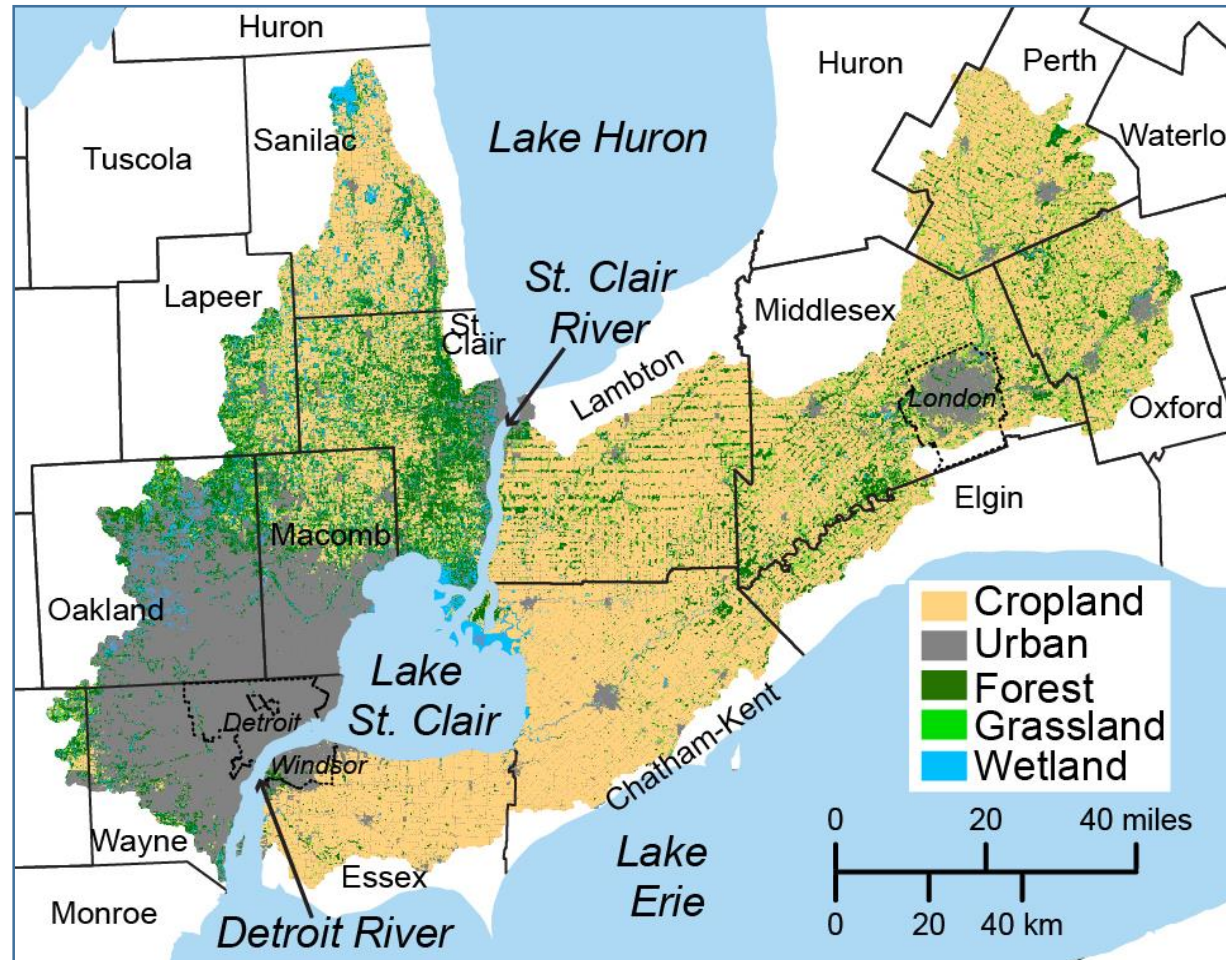 Huron
Huron
Perth
Waterlo
Tuscola
Sanilac
Lake Huron
Lapeer
St.
Clair
St. Clair
River
Middlesex
Lambton
London
Oxford
Elgin
Macomb
Oakland
Lake
St. Clair
Detroit
Windsor
Chatham-Kent
Wayne
Essex
Monroe
Detroit River
Lake
Erie
Cropland
Urban
Forest
Grassland
Wetland
0 20 40 miles
0 20 40 km